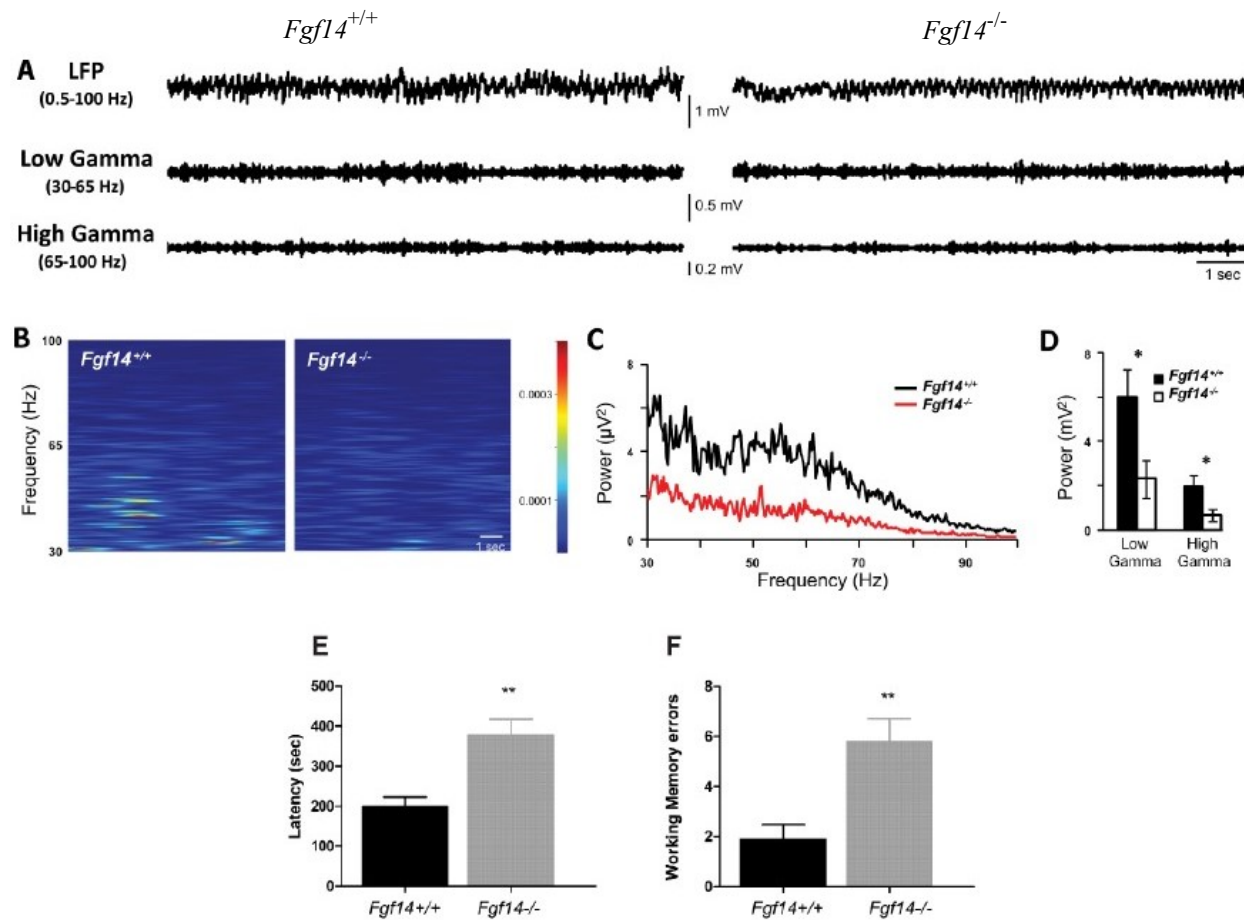 Fgf14+/+
Fgf14-/-
A
LFP
(0.5-100 Hz)
1 mV
Low Gamma
(30-65 Hz)
0.5 mV
High Gamma
(65-100 Hz)
0.2 mV
1 sec
B
Frequency (Hz)
100
65
30
Fgf14+/+
Fgf14-/-
1 sec
0.0003
0.0001
C
Power (µV²)
8
6
4
2
0
Fgf14+/+
Fgf14-/-
30
50
70
90
Frequency (Hz)
D
Power (mV²)
8
4
0
*
*
Fgf14+/+
Fgf14-/-
Low
Gamma
High
Gamma
E
Latency (sec)
500
400
300
200
100
0
**
Fgf14+/+
Fgf14-/-
F
Working Memory errors
8
6
4
2
0
**
Fgf14+/+
Fgf14-/-